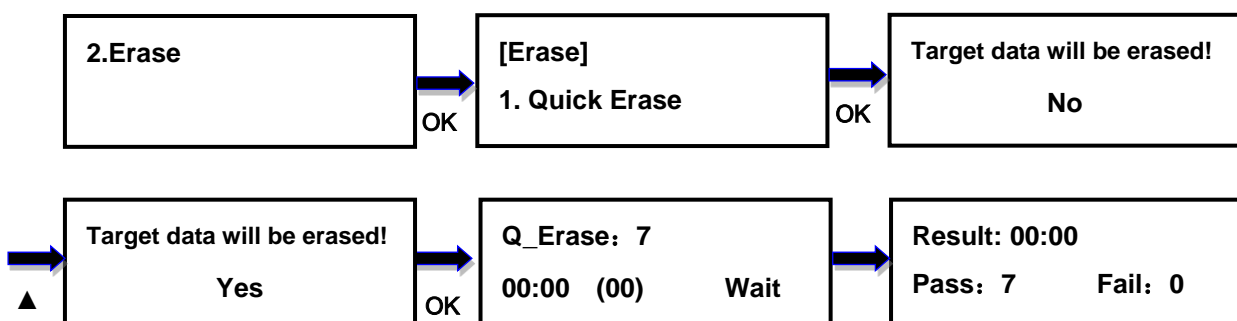 2.Erase
OK
[Erase]
1. Quick Erase
OK
Target data will be erased!
No
▲
Target data will be erased!
Yes
OK
Q_Erase：7
00:00 (00) Wait
Result: 00:00
Pass：7 Fail：0